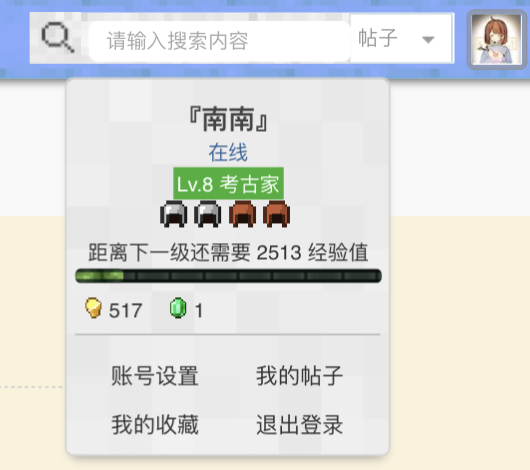 请输入搜索内容 帖子
『南南』
在线
Lv.8 考古家
距离下一级还需要 2513 经验值
517 1
账号设置 我的帖子
我的收藏 退出登录